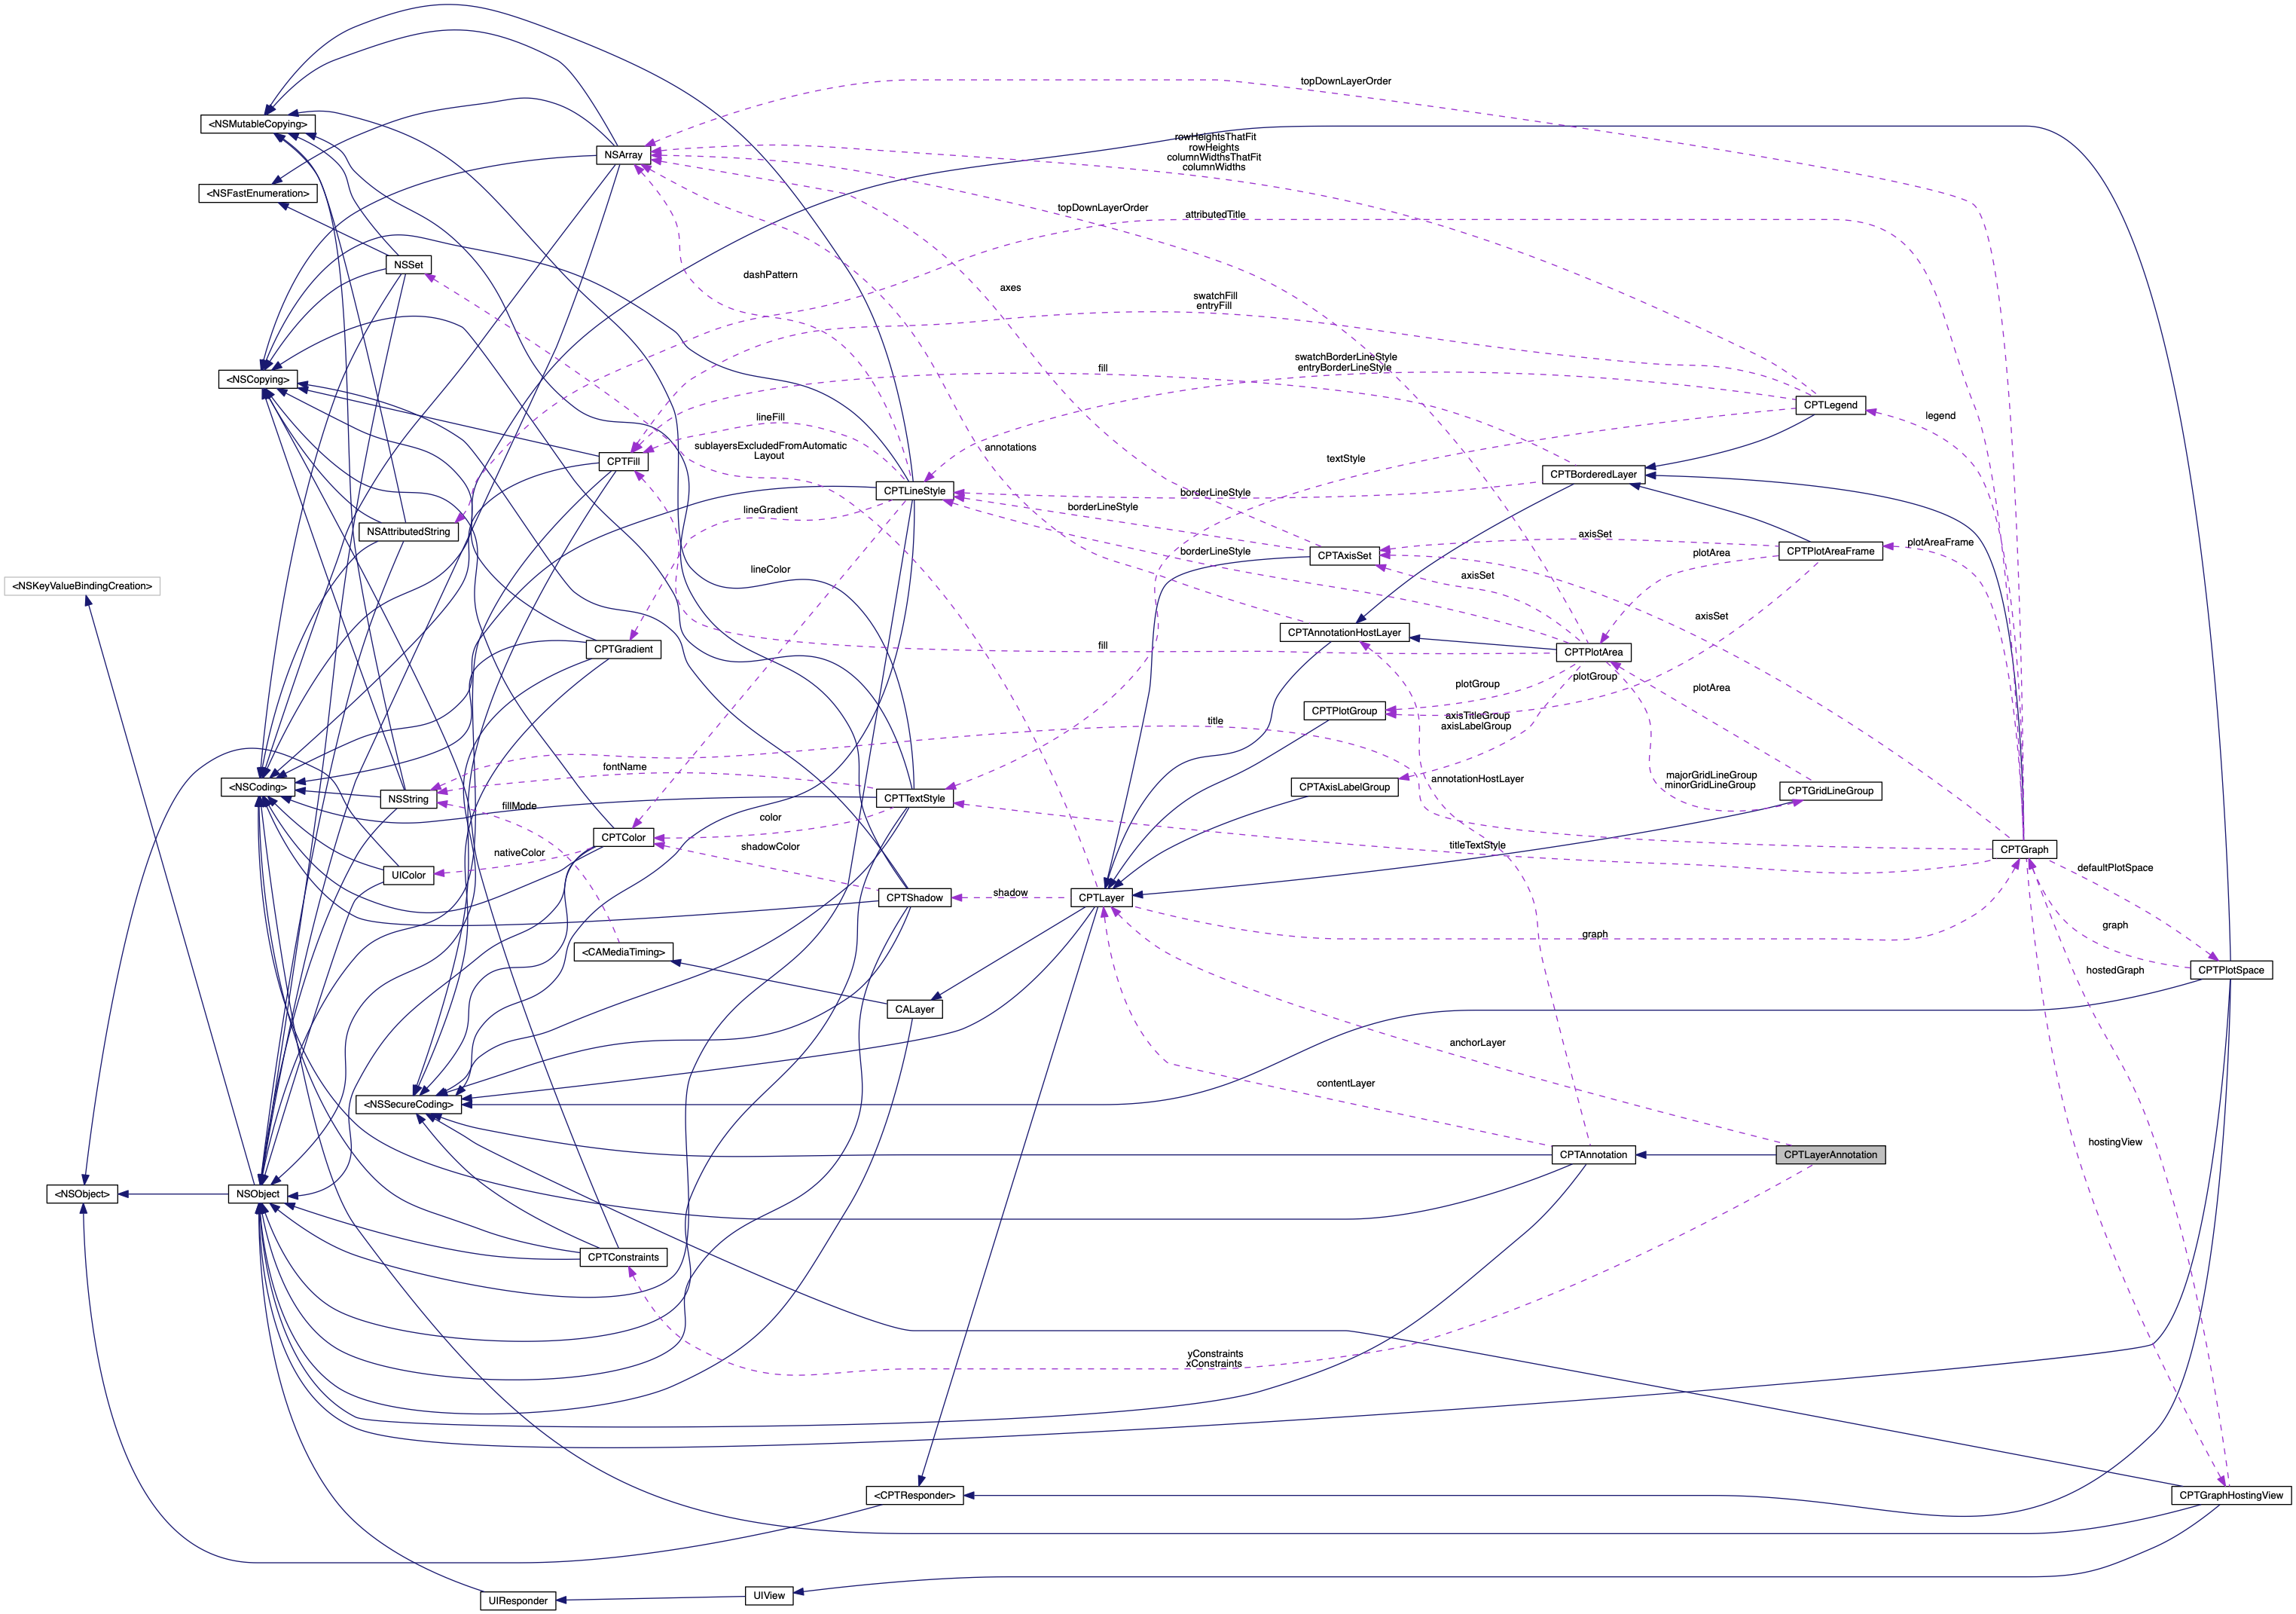 topDownLayerOrder
<NSMutableCopying>
rowHeightsThatFit
rowHeights
columnWidthsThatFit
columnWidths
NSArray
<NSFastEnumeration>
topDownLayerOrder
attributedTitle
NSSet
dashPattern
axes
swatchFill
entryFill
swatchBorderLineStyle
entryBorderLineStyle
fill
<NSCopying>
CPTLegend
legend
lineFill
sublayersExcludedFromAutomatic
Layout
annotations
textStyle
CPTFill
CPTBorderedLayer
CPTLineStyle
borderLineStyle
lineGradient
borderLineStyle
NSAttributedString
axisSet
plotAreaFrame
borderLineStyle
CPTAxisSet
plotArea
CPTPlotAreaFrame
lineColor
axisSet
<NSKeyValueBindingCreation>
axisSet
CPTAnnotationHostLayer
CPTGradient
fill
CPTPlotArea
plotGroup
plotGroup
plotArea
CPTPlotGroup
title
axisTitleGroup
axisLabelGroup
fontName
annotationHostLayer
majorGridLineGroup
minorGridLineGroup
<NSCoding>
CPTAxisLabelGroup
CPTGridLineGroup
NSString
fillMode
CPTTextStyle
color
CPTColor
shadowColor
titleTextStyle
CPTGraph
nativeColor
UIColor
defaultPlotSpace
CPTShadow
shadow
CPTLayer
graph
graph
<CAMediaTiming>
hostedGraph
CPTPlotSpace
CALayer
anchorLayer
contentLayer
<NSSecureCoding>
hostingView
CPTAnnotation
CPTLayerAnnotation
<NSObject>
NSObject
CPTConstraints
yConstraints
xConstraints
<CPTResponder>
CPTGraphHostingView
UIView
UIResponder